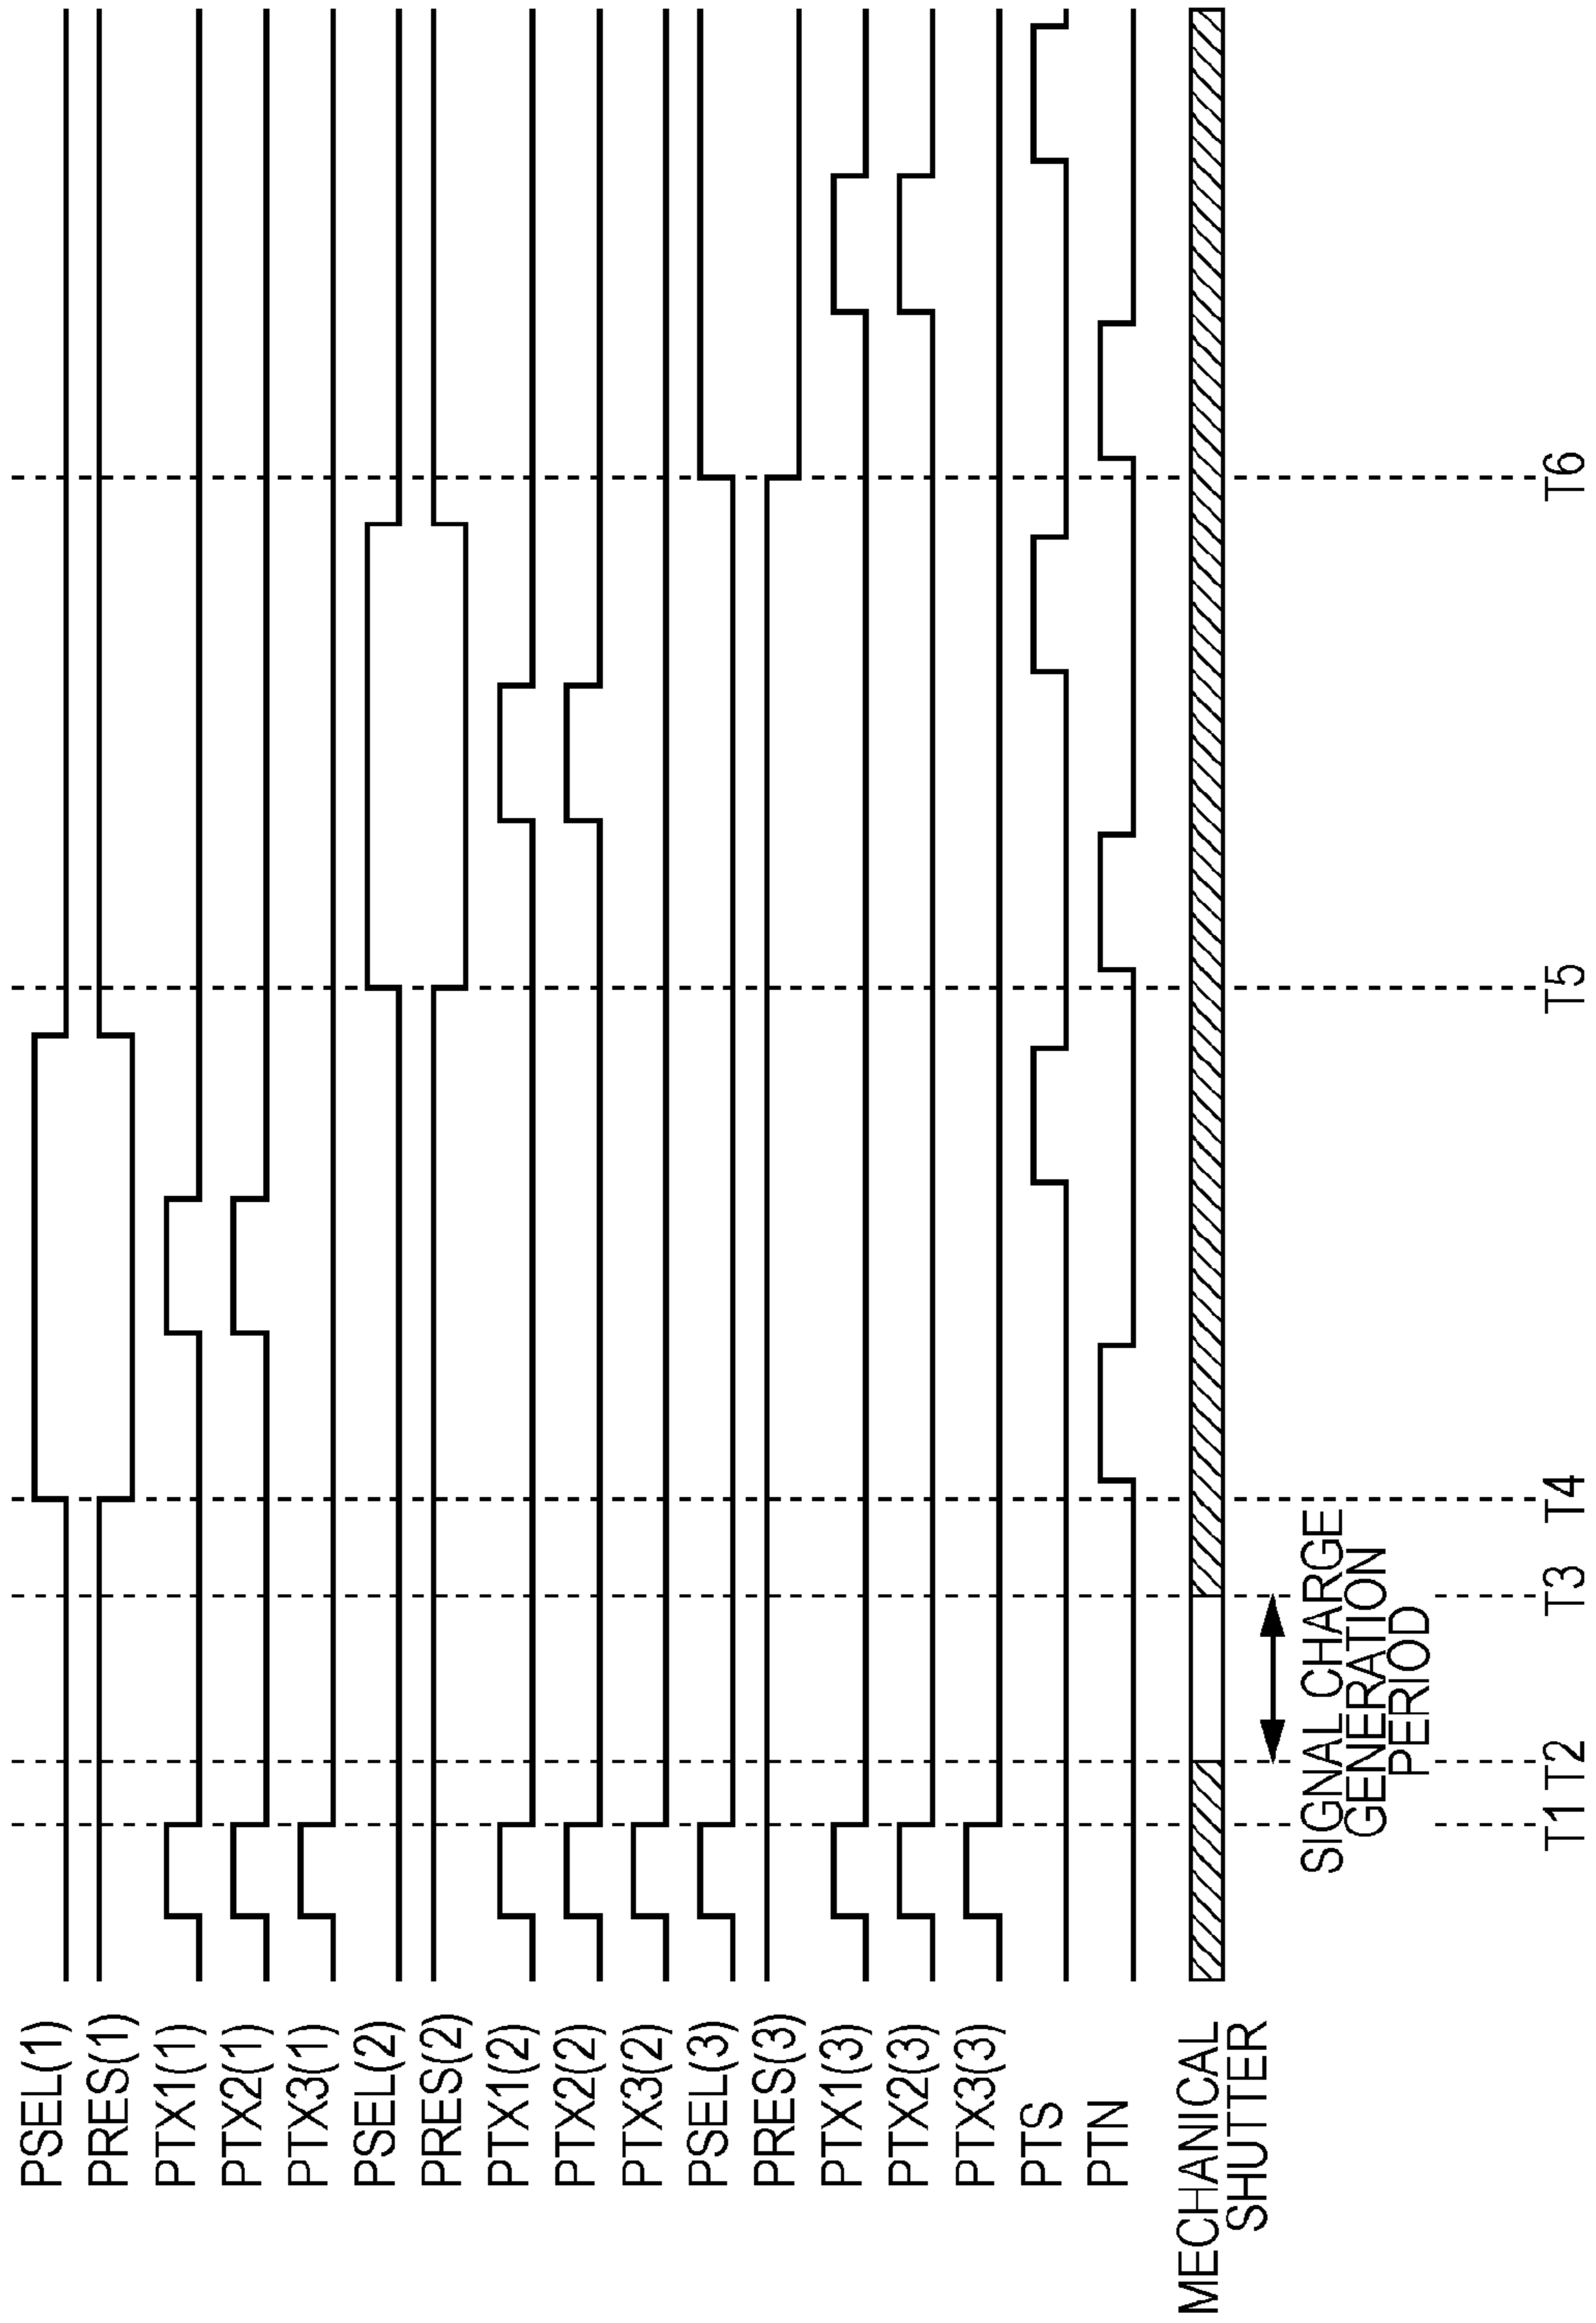 PSEL(1)
PRES(1)
PTX1(1)
PTX2(1)
PTX3(1)
PSEL(2)
PRES(2)
PTX1(2)
PTX2(2)
PTX3(2)
PSEL(3)
PRES(3)
PTX1(3)
PTX2(3)
PTX3(3)
PTS
PTN
MECHANICAL
SHUTTER
SIGNAL CHARGE
GENERATION
PERIOD
T1 T2 T3 T4 T5 T6